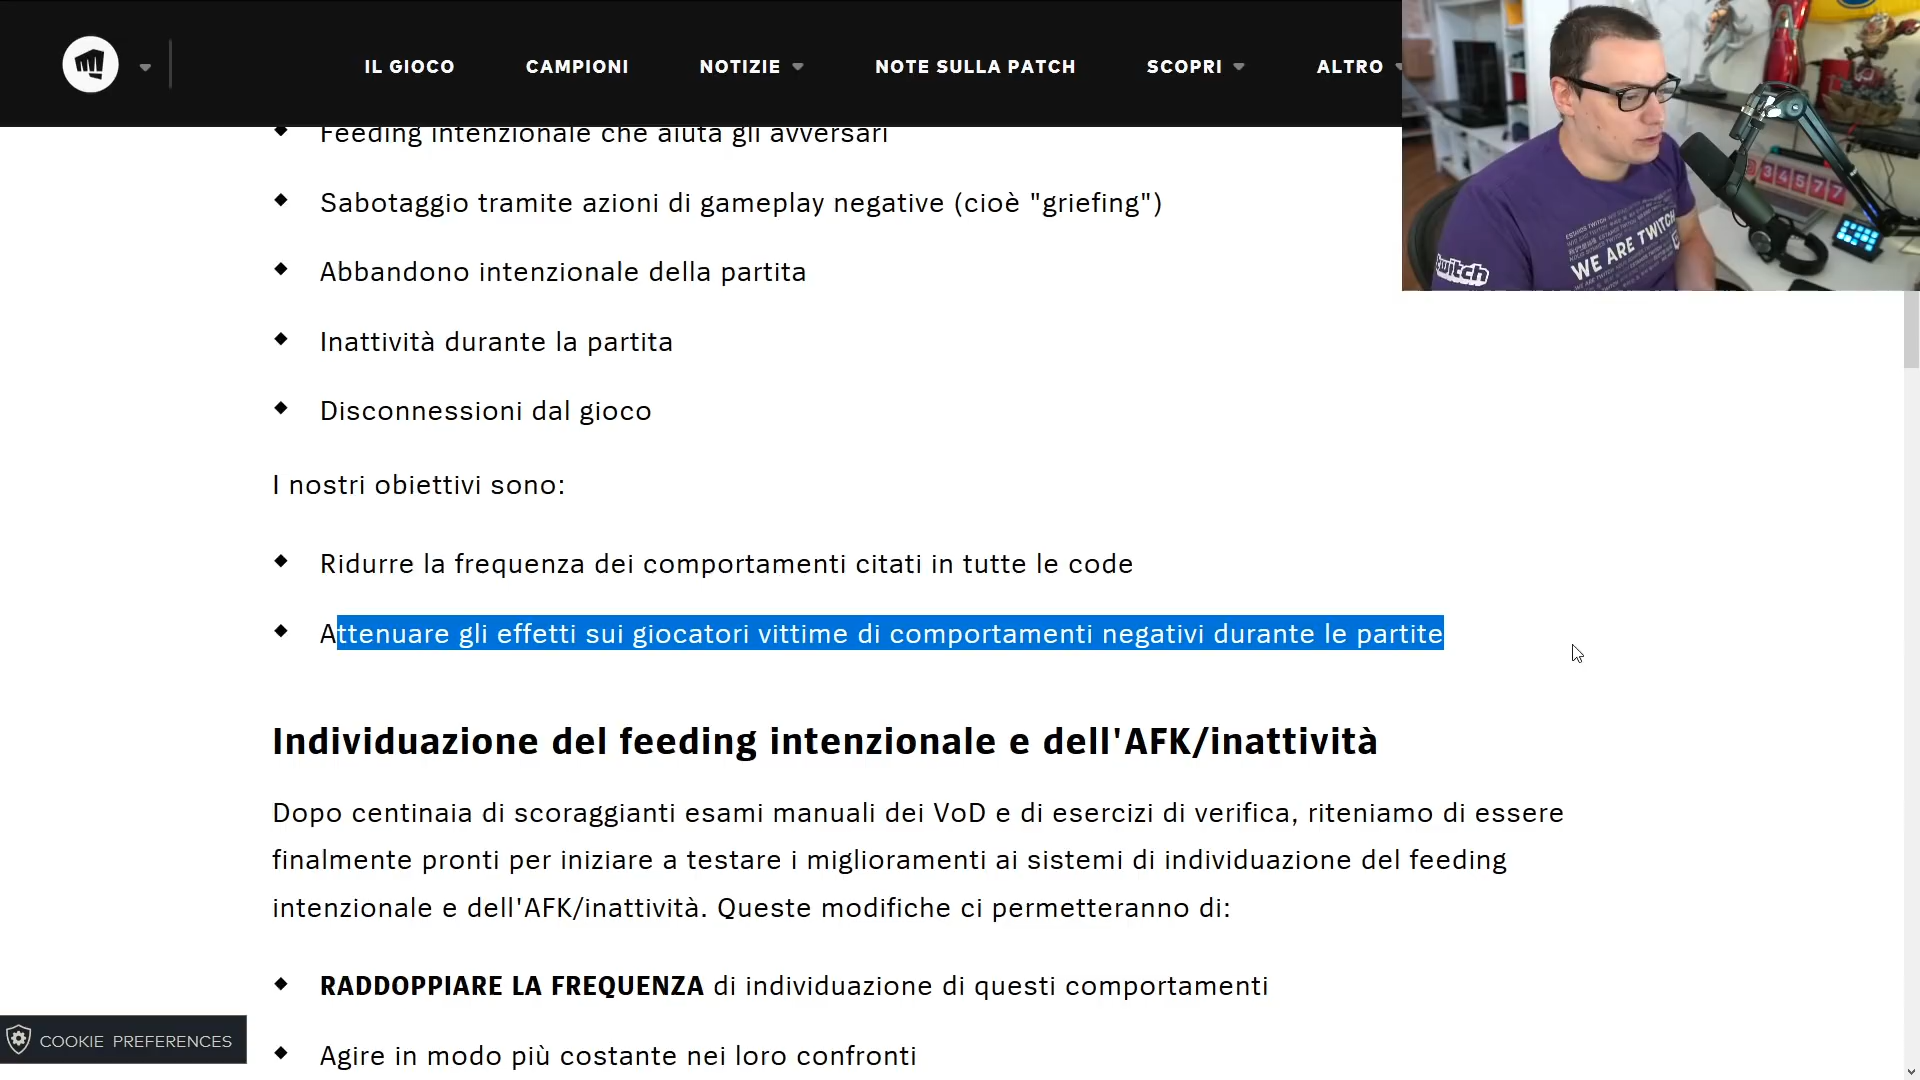 IL GIOCO CAMPIONI NOTIZIE NOTE SULLA PATCH SCOPRI ALTRO
Feeding intenzionale che aiuta gli avversari
Sabotaggio tramite azioni di gameplay negative (cioè "griefing")
Abbandono intenzionale della partita
Inattività durante la partita
Disconnessioni dal gioco
I nostri obiettivi sono:
Ridurre la frequenza dei comportamenti citati in tutte le code
Attenuare gli effetti sui giocatori vittime di comportamenti negativi durante le partite
Individuazione del feeding intenzionale e dell'AFK/inattività
Dopo centinaia di scoraggianti esami manuali dei VoD e di esercizi di verifica, riteniamo di essere
finalmente pronti per iniziare a testare i miglioramenti ai sistemi di individuazione del feeding
intenzionale e dell'AFK/inattività. Queste modifiche ci permetteranno di:
RADDOPPIARE LA FREQUENZA di individuazione di questi comportamenti
Agire in modo più costante nei loro confronti
COOKIE PREFERENCES
WE ARE TWITCH
twitch
34577